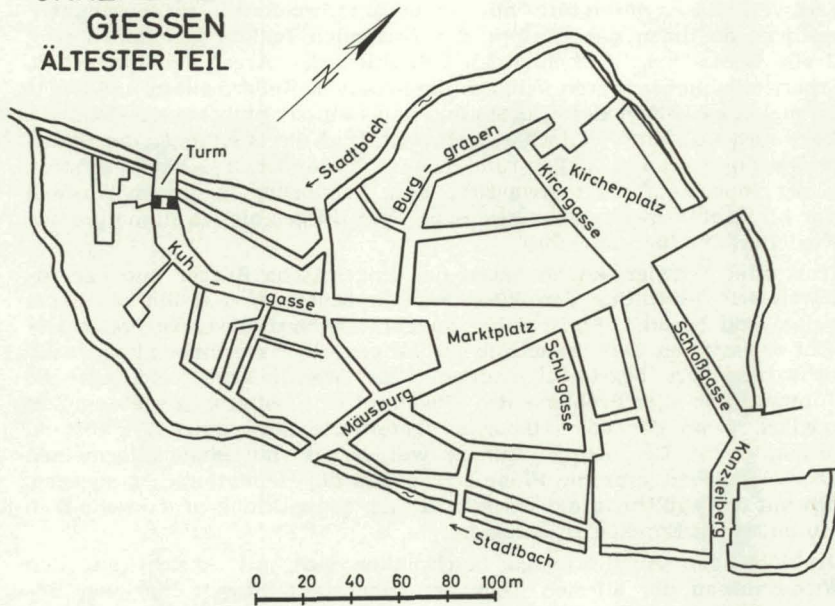 GIESSEN
ÄLTESTER TEIL
N
Turm
Stadtbach
Burg-
graben
Kirchgasse
Kirchenplatz
Kuh-
gasse
Marktplatz
Mäusburg
Schulgasse
Schloßgasse
Kanzleiberg
Stadtbach
0 20 40 60 80 100m